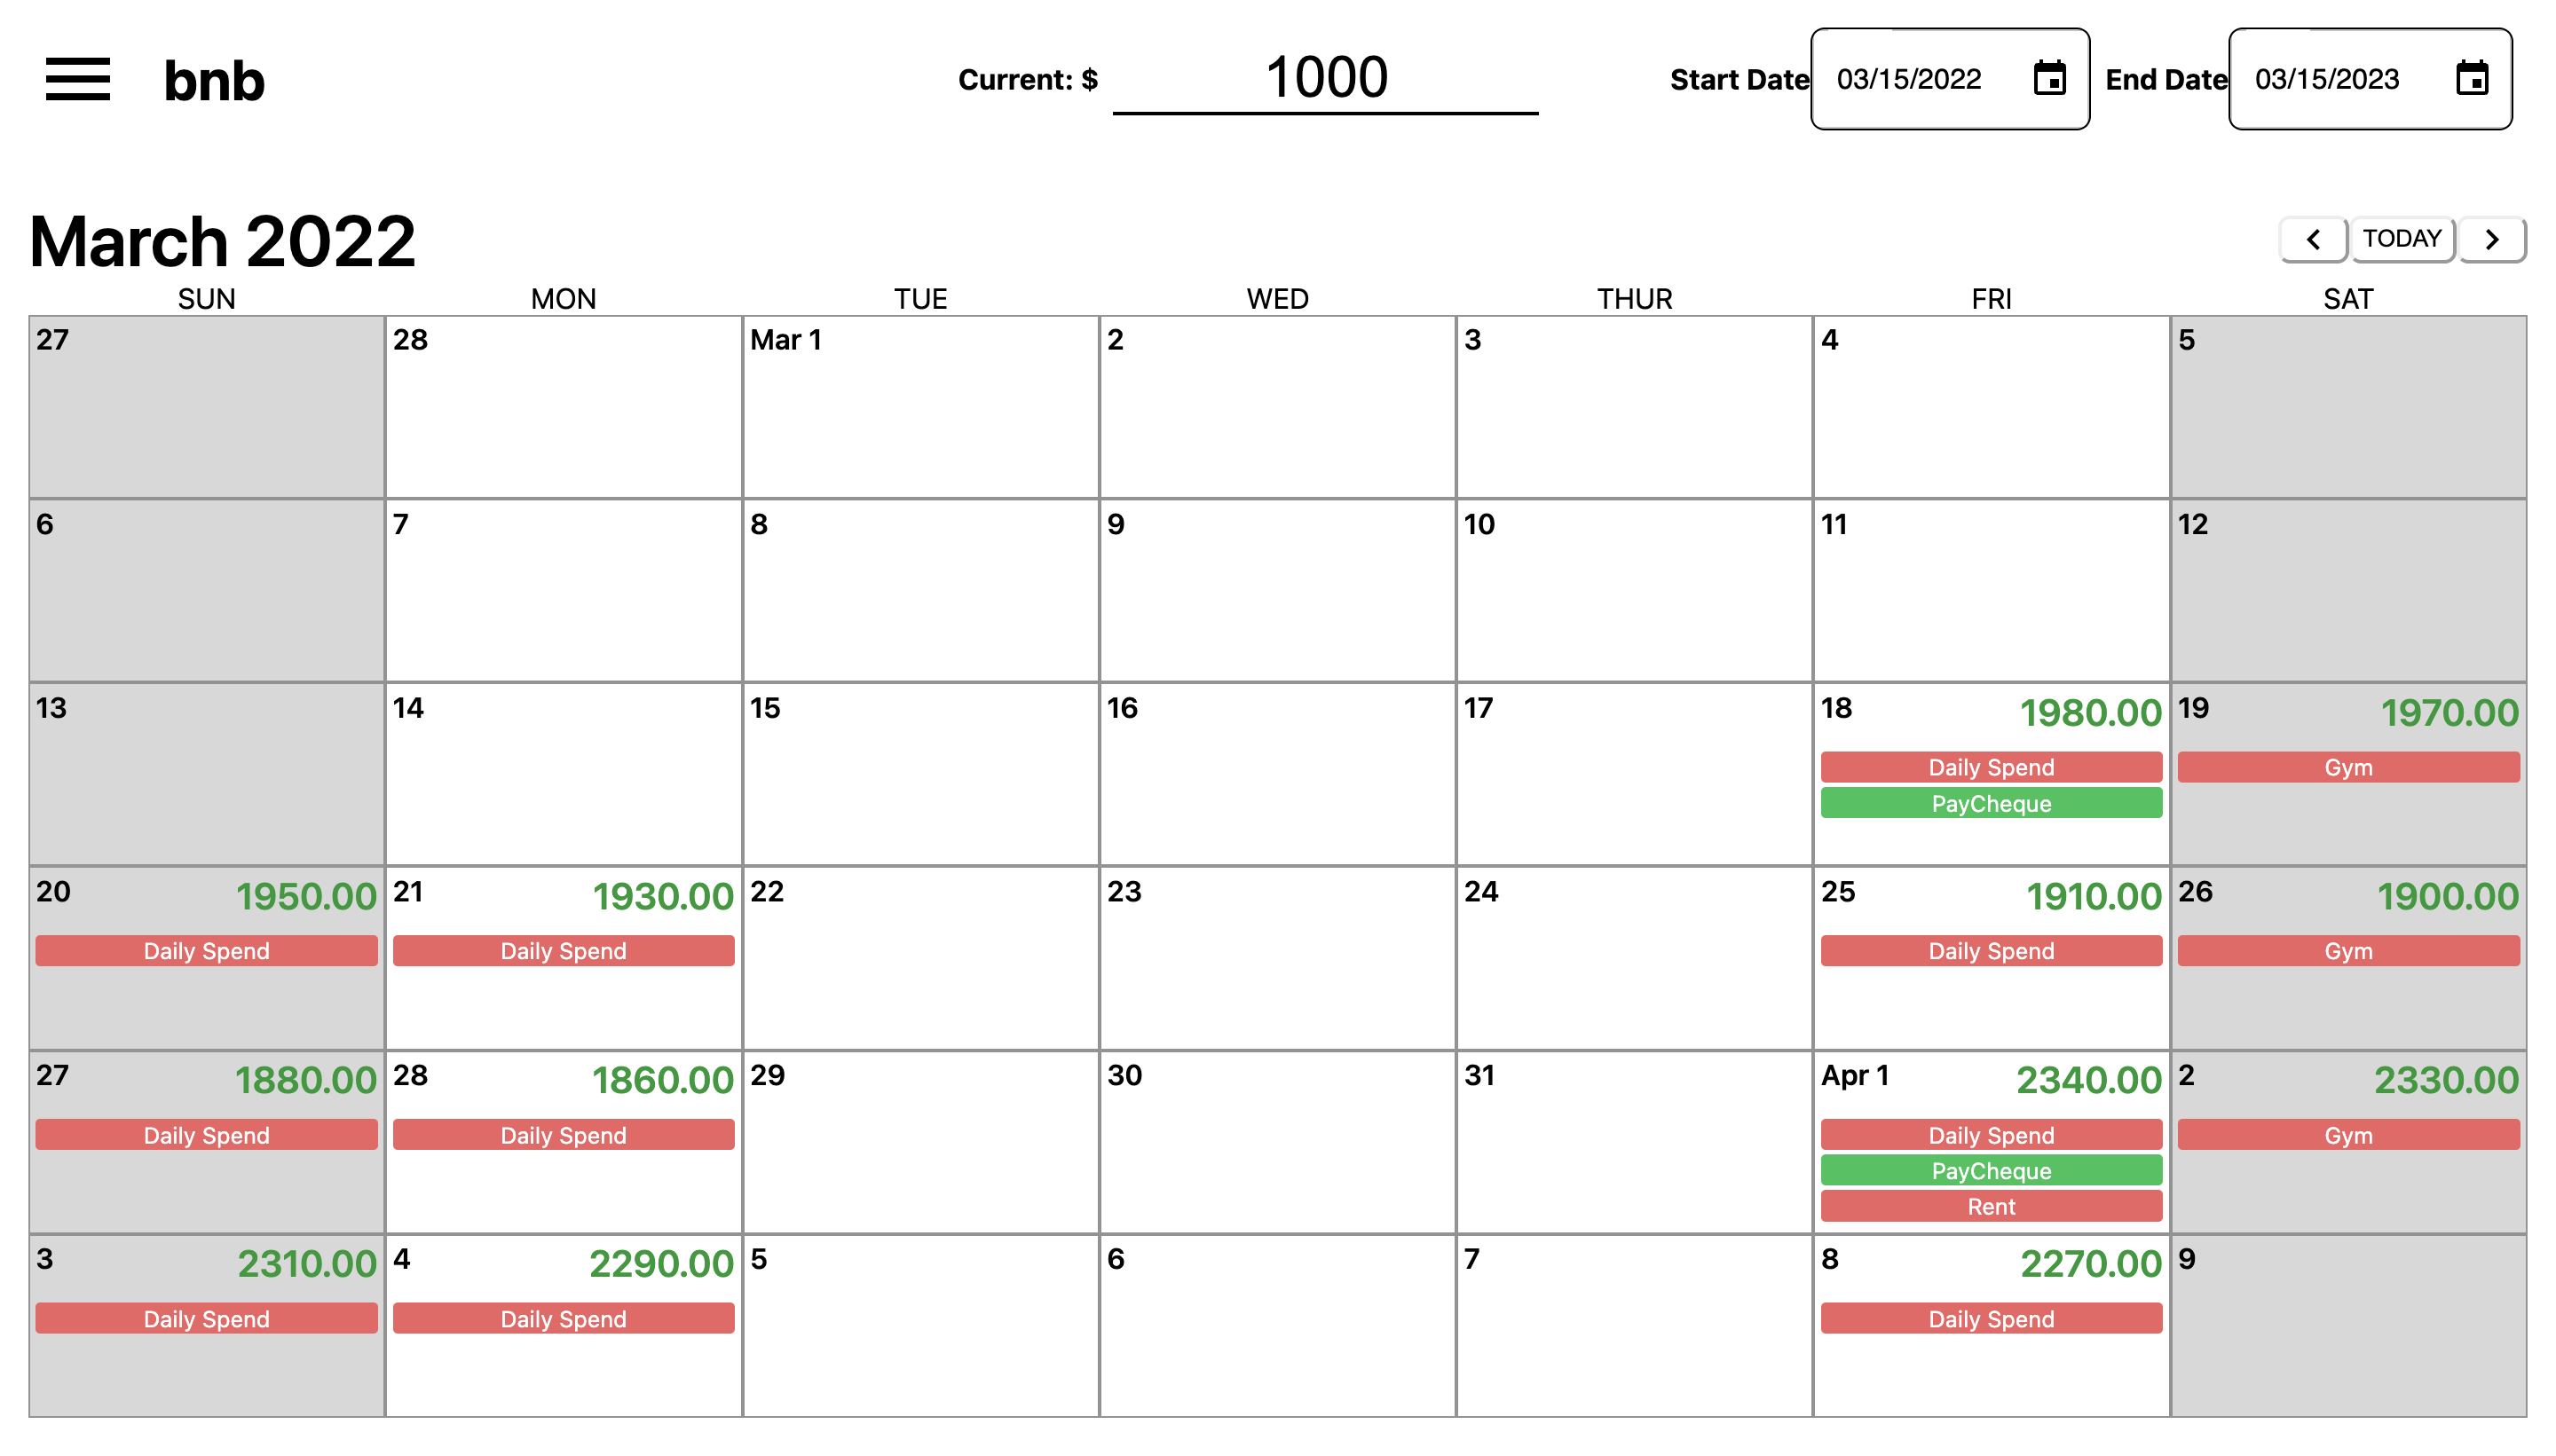 bnb Current: $ 1000 Start Date 03/15/2022 End Date 03/15/2023
March 2022 TODAY
SUN MON TUE WED THUR FRI SAT
27 28 Mar 1 2 3 4 5
6 7 8 9 10 11 12
13 14 15 16 17 18 1980.00 19 1970.00
Daily Spend Gym
PayCheque
20 1950.00 21 1930.00 22 23 24 25 1910.00 26 1900.00
Daily Spend Daily Spend Daily Spend Gym
27 1880.00 28 1860.00 29 30 31 Apr 1 2340.00 2 2330.00
Daily Spend Daily Spend Daily Spend Gym
PayCheque
Rent
3 2310.00 4 2290.00 5 6 7 8 2270.00 9
Daily Spend Daily Spend Daily Spend